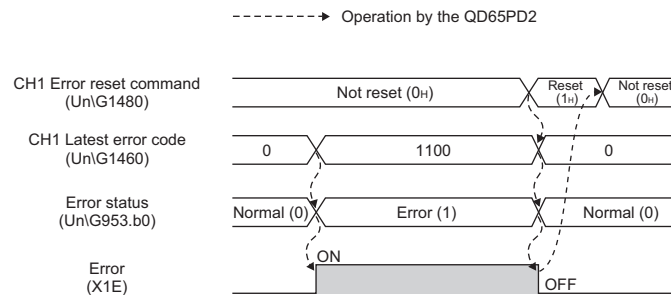 Operation by the QD65PD2
CH1 Error reset command
(Un\G1480)
Not reset (0H)
Reset
(1H)
Not reset
(0H)
CH1 Latest error code
(Un\G1460)
0
1100
0
Error status
(Un\G953.b0)
Normal (0)
Error (1)
Normal (0)
Error
(X1E)
ON
OFF